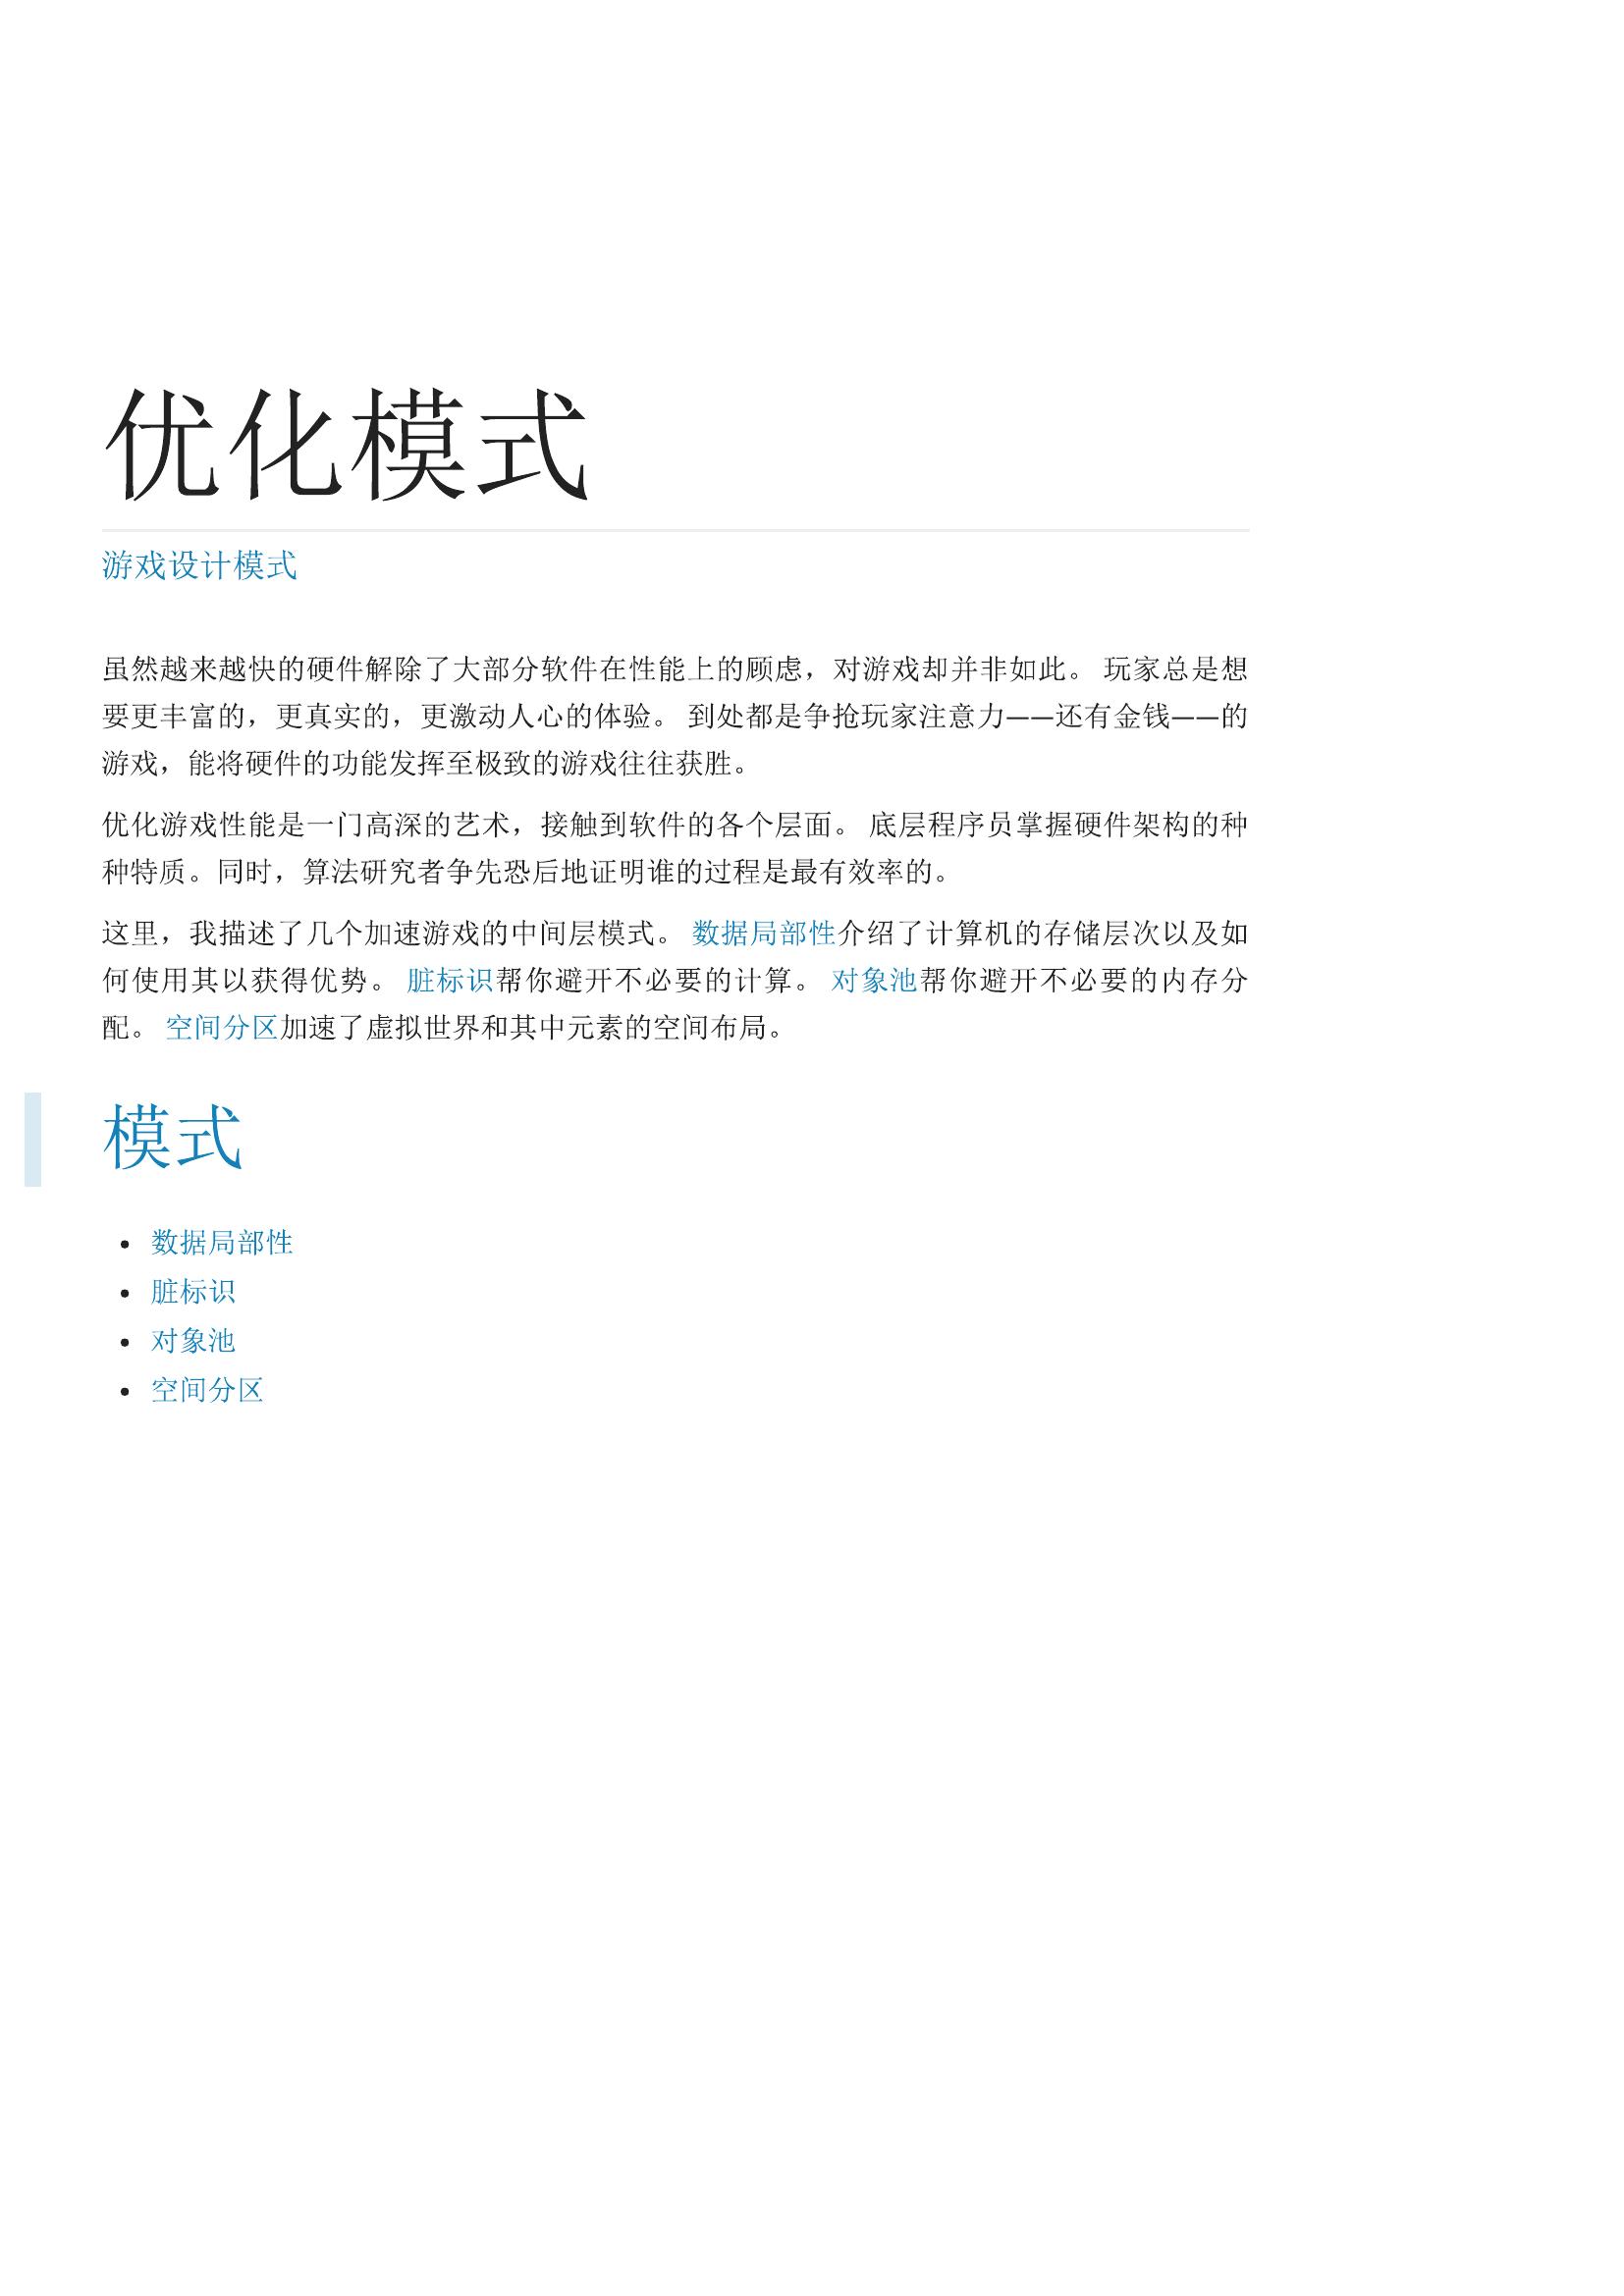 优化模式
游戏设计模式
虽然越来越快的硬件解除了大部分软件在性能上的顾虑，对游戏却并非如此。 玩家总是想
要更丰富的，更真实的，更激动人心的体验。 到处都是争抢玩家注意力——还有金钱——的
游戏，能将硬件的功能发挥至极致的游戏往往获胜。
优化游戏性能是一门高深的艺术，接触到软件的各个层面。 底层程序员掌握硬件架构的种
种特质。同时，算法研究者争先恐后地证明谁的过程是最有效率的。
这里，我描述了几个加速游戏的中间层模式。 数据局部性介绍了计算机的存储层次以及如
何使用其以获得优势。 脏标识帮你避开不必要的计算。 对象池帮你避开不必要的内存分
配。 空间分区加速了虚拟世界和其中元素的空间布局。
模式
• 数据局部性
• 脏标识
• 对象池
• 空间分区